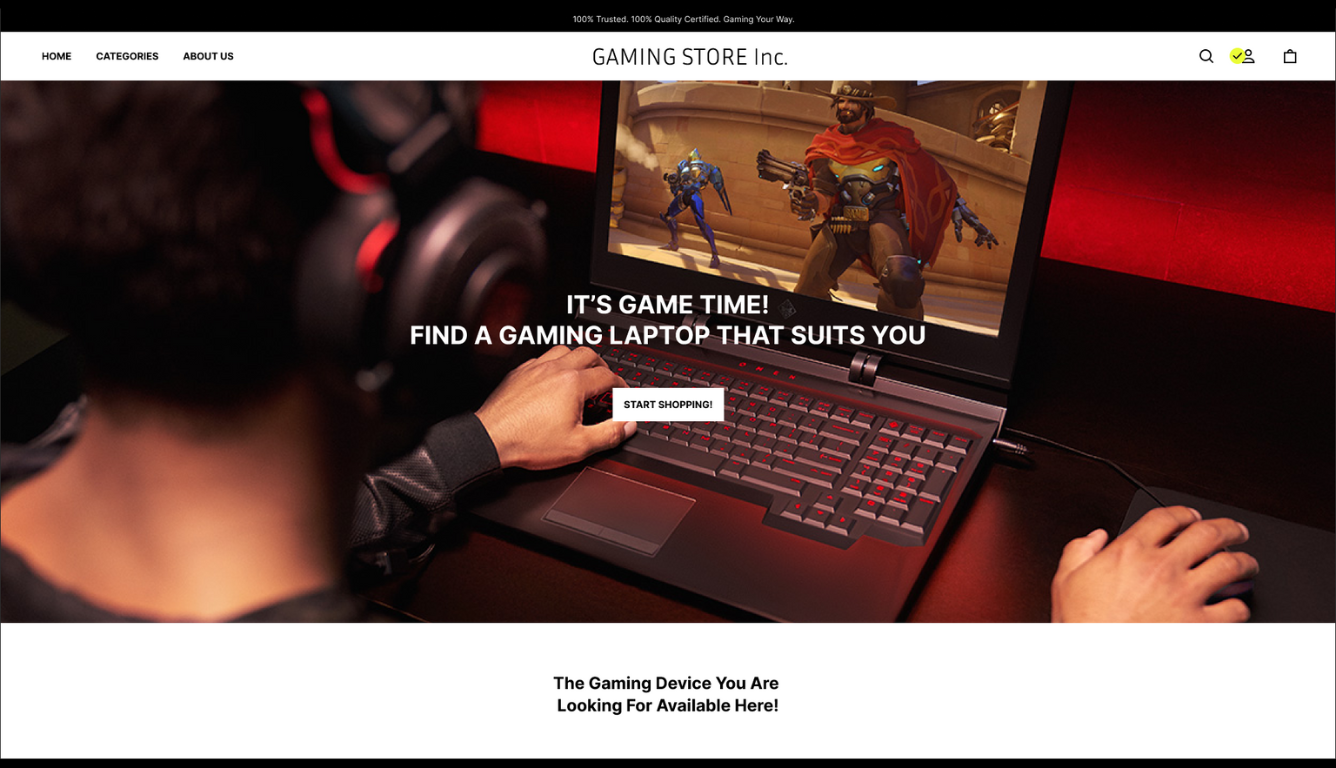 100% Trusted. 100% Quality Certified. Gaming Your Way.
HOME CATEGORIES ABOUT US GAMING STORE Inc.
IT’S GAME TIME!
FIND A GAMING LAPTOP THAT SUITS YOU
OMEN
START SHOPPING!
The Gaming Device You Are
Looking For Available Here!